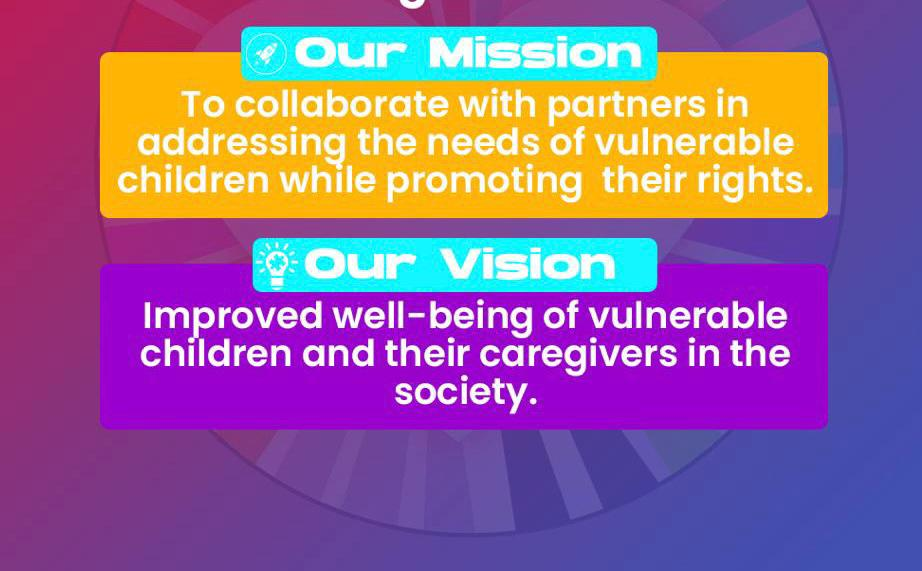 Our Mission
To collaborate with partners in
addressing the needs of vulnerable
children while promoting  their rights.
Our Vision
Improved well-being of vulnerable
children and their caregivers in the
society.